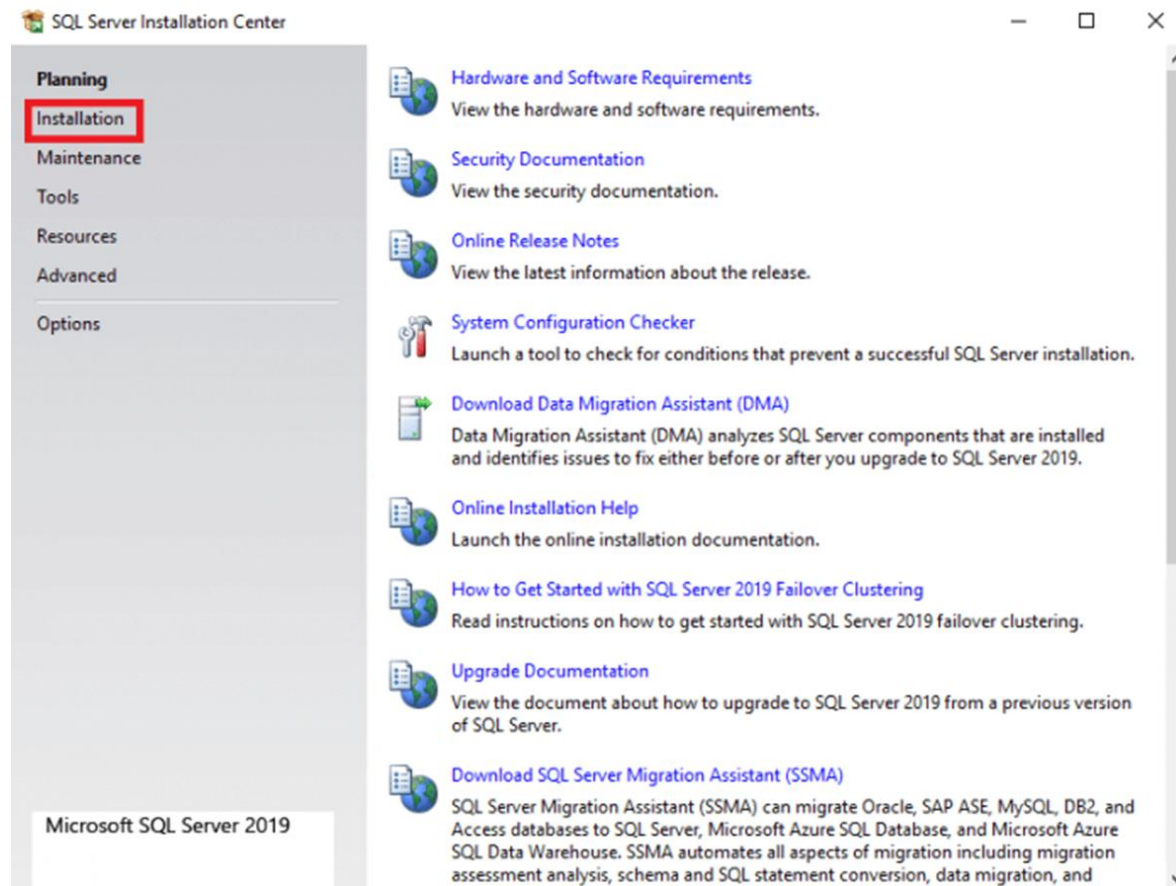 SQL Server Installation Center
Planning
Installation
Maintenance
Tools
Resources
Advanced
Options
Microsoft SQL Server 2019
Hardware and Software Requirements
View the hardware and software requirements.
Security Documentation
View the security documentation.
Online Release Notes
View the latest information about the release.
System Configuration Checker
Launch a tool to check for conditions that prevent a successful SQL Server installation.
Download Data Migration Assistant (DMA)
Data Migration Assistant (DMA) analyzes SQL Server components that are installed
and identifies issues to fix either before or after you upgrade to SQL Server 2019.
Online Installation Help
Launch the online installation documentation.
How to Get Started with SQL Server 2019 Failover Clustering
Read instructions on how to get started with SQL Server 2019 failover clustering.
Upgrade Documentation
View the document about how to upgrade to SQL Server 2019 from a previous version
of SQL Server.
Download SQL Server Migration Assistant (SSMA)
SQL Server Migration Assistant (SSMA) can migrate Oracle, SAP ASE, MySQL, DB2, and
Access databases to SQL Server, Microsoft Azure SQL Database, and Microsoft Azure
SQL Data Warehouse. SSMA automates all aspects of migration including migration
assessment analysis, schema and SQL statement conversion, data migration, and